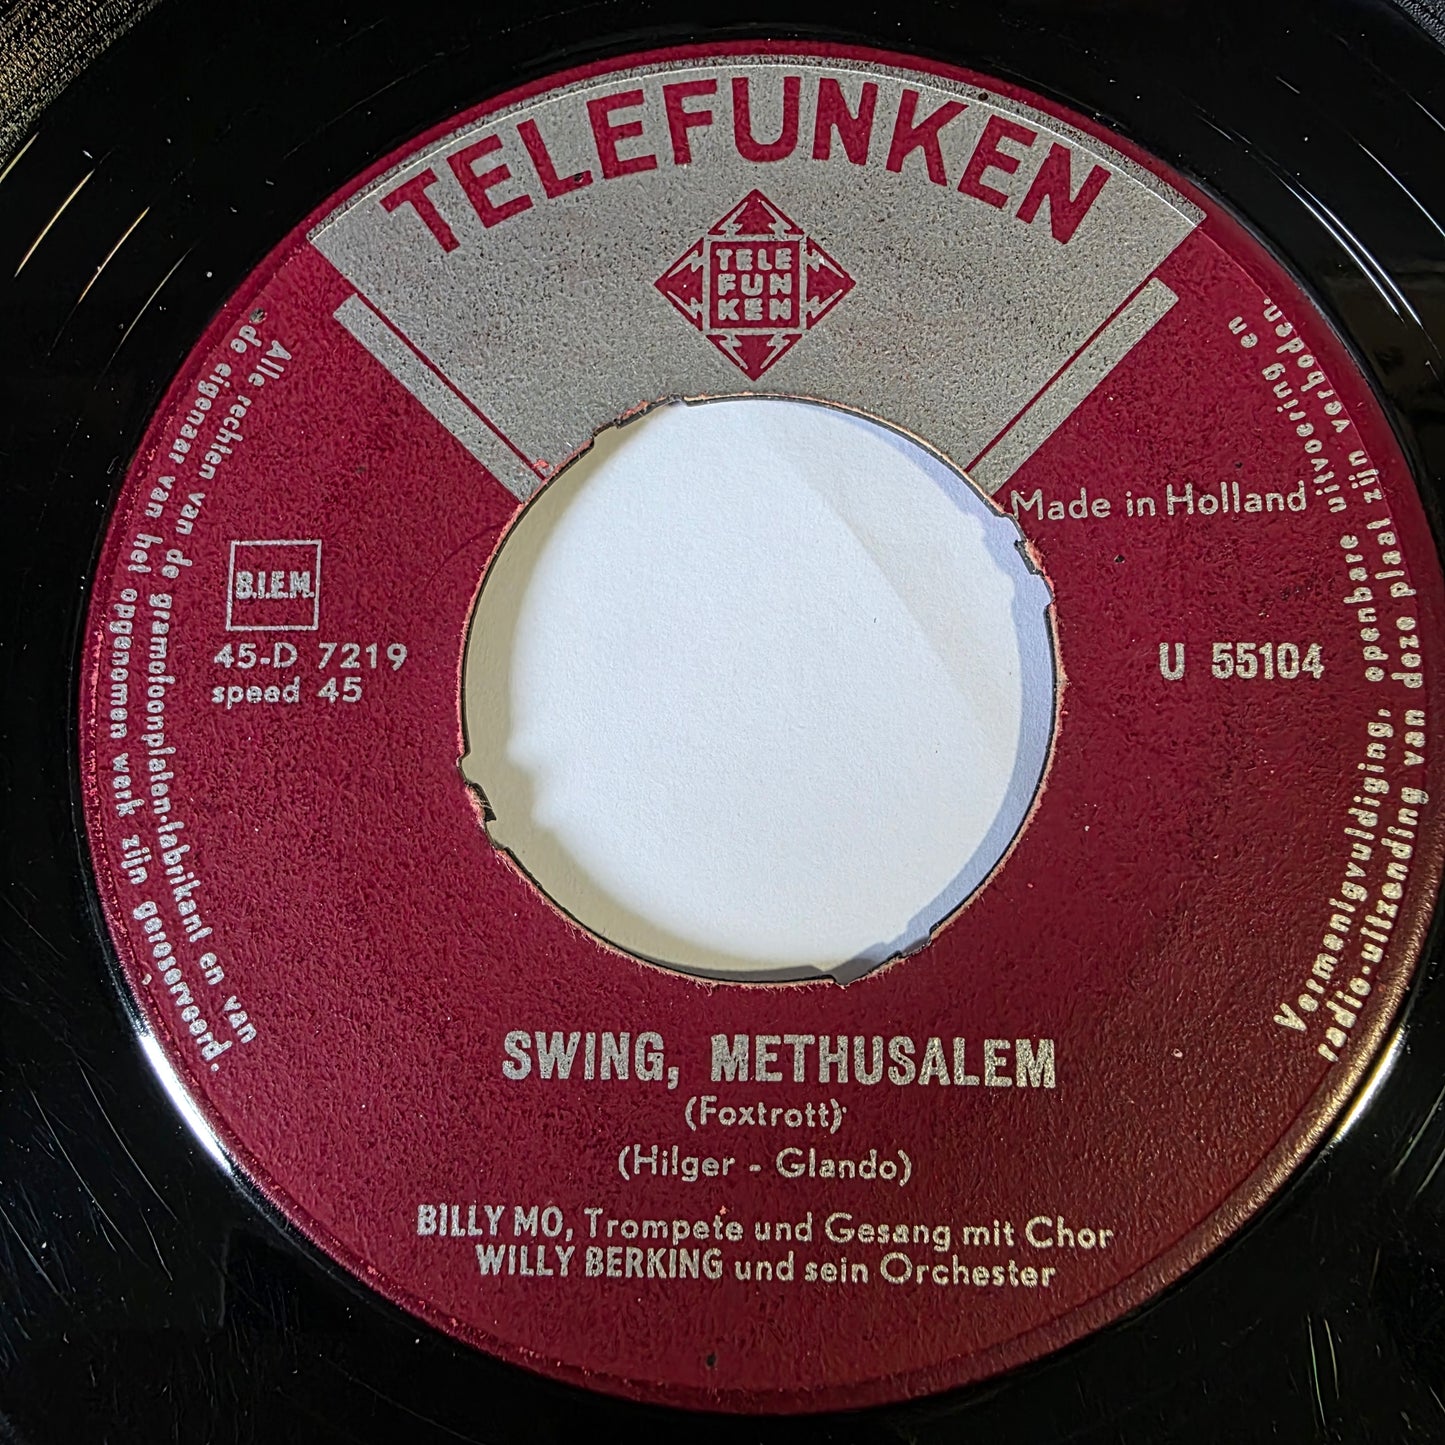 TELEFUNKEN
TELE
FUN
KEN
Made in Holland
B.I.E.M.
45-D 7219
speed 45
U 55104
Alle rechten van de gramofoonplaten-fabrikant en van
de eigenaar van het opgenomen werk zijn gereserveerd.
Vermenigvuldiging, openbare uitvoering en
radio-uitzending van deze plaat zijn verboden.
SWING, METHUSALEM
(Foxtrott)
(Hilger - Glando)
BILLY MO, Trompete und Gesang mit Chor
WILLY BERKING und sein Orchester